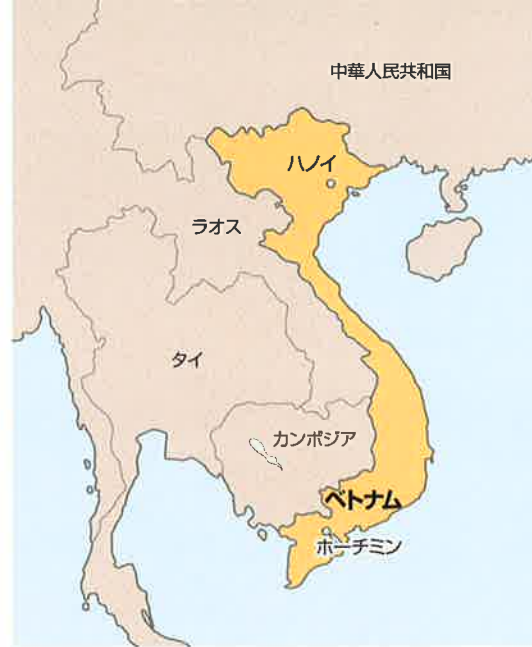 中華人民共和国
ハノイ
ラオス
タイ
カンボジア
ベトナム
ホーチミン